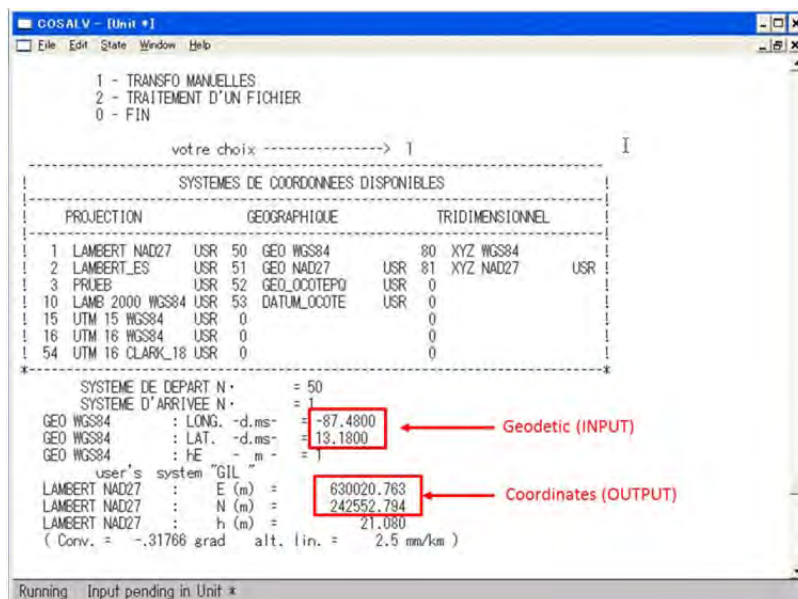 COSALV - [Unit *]
File Edit State Window Help
1 - TRANSFO MANUELLES
2 - TRAITEMENT D'UN FICHIER
0 - FIN
votre choix ---------------> 1
SYSTEMES DE COORDONNEES DISPONIBLES
PROJECTION GEOGRAPHIQUE TRIDIMENSIONNEL
1 LAMBERT NAD27 USR 50 GEO WGS84 80 XYZ WGS84
2 LAMBERT_ES USR 51 GEO NAD27 USR 81 XYZ NAD27 USR
3 PRUEB USR 52 GEO_OCOTEPQ USR 0
10 LAMB 2000 WGS84 USR 53 DATUM_OCOTE USR 0
15 UTM 15 WGS84 USR 0 0
16 UTM 16 WGS84 USR 0 0
54 UTM 16 CLARK_18 USR 0 0
SYSTEME DE DEPART N· = 50
SYSTEME D'ARRIVEE N· = 1
GEO WGS84 : LONG. -d.ms- = -87.4800
GEO WGS84 : LAT. -d.ms- = 13.1800
Geodetic (INPUT)
GEO WGS84 : hE - m - = 1
user's system "GIL "
LAMBERT NAD27 : E (m) = 630020.763
LAMBERT NAD27 : N (m) = 242552.794
Coordinates (OUTPUT)
LAMBERT NAD27 : h (m) = 21.080
( Conv. = -.31766 grad alt. lin. = 2.5 mm/km )
Running Input pending in Unit *